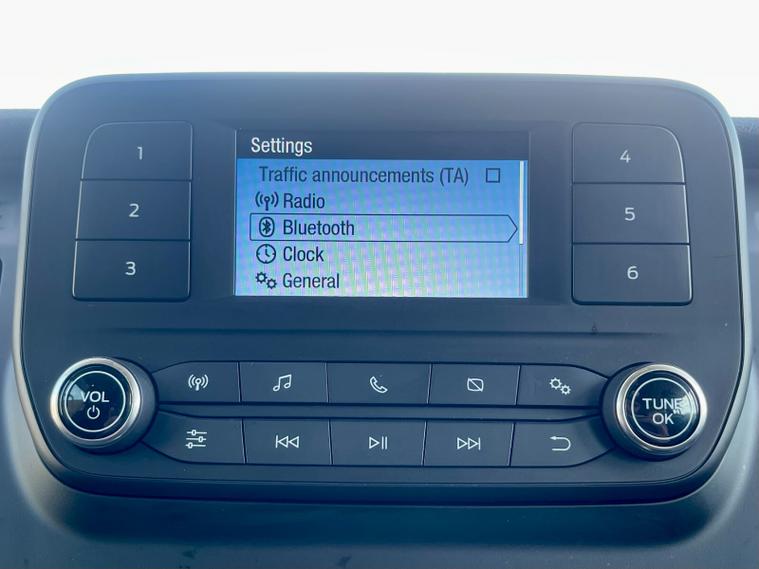 Settings
Traffic announcements (TA)
Radio
Bluetooth
Clock
General
1
2
3
4
5
6
VOL
TUNE
OK